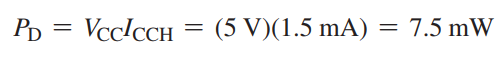 P_D = V_CC I_CCH = (5 V)(1.5 mA) = 7.5 mW